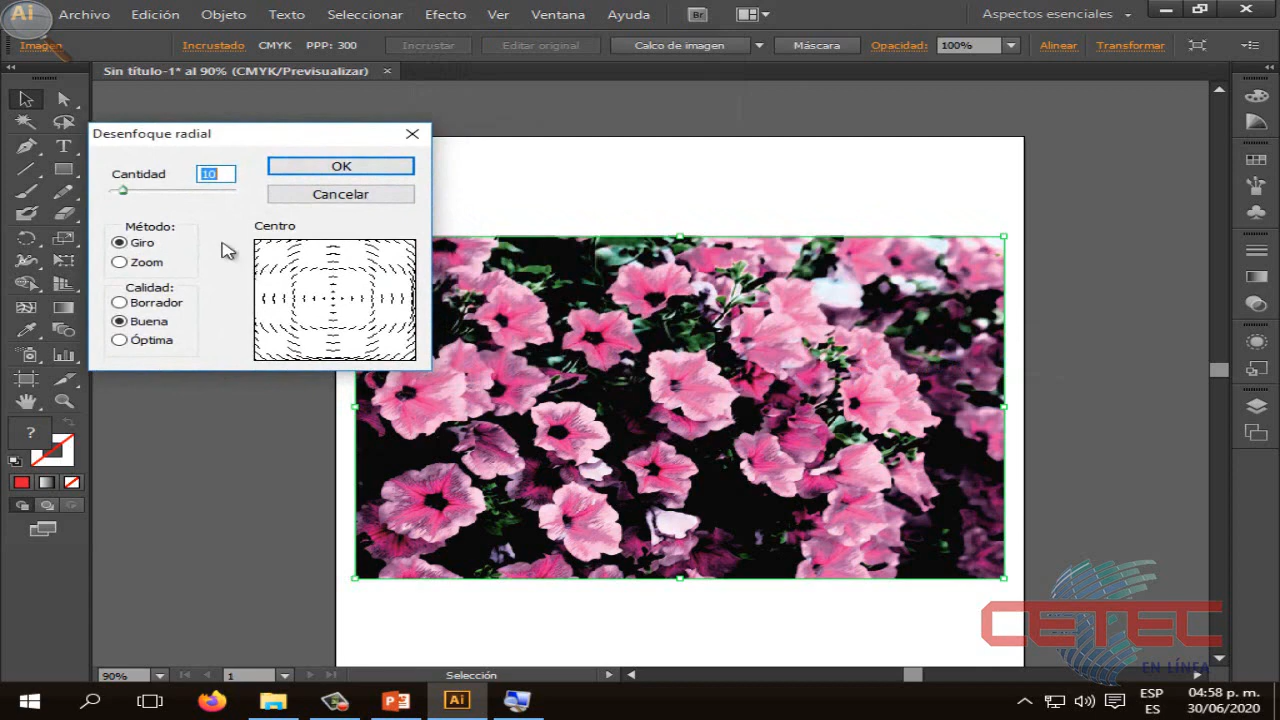 Ai Archivo Edición Objeto Texto Seleccionar Efecto Ver Ventana Ayuda Br Aspectos esenciales
Imagen Incrustado CMYK PPP: 300 Incrustar Editar original Calco de imagen Máscara Opacidad: 100% Alinear Transformar
Sin título-1* al 90% (CMYK/Previsualizar)
Desenfoque radial
Cantidad 10 OK
Cancelar
Método:
Giro
Zoom
Centro
Calidad:
Borrador
Buena
Óptima
?
CETEC
EN LÍNEA
90% 1 Selección
Ai
ESP
ES
04:58 p. m.
30/06/2020